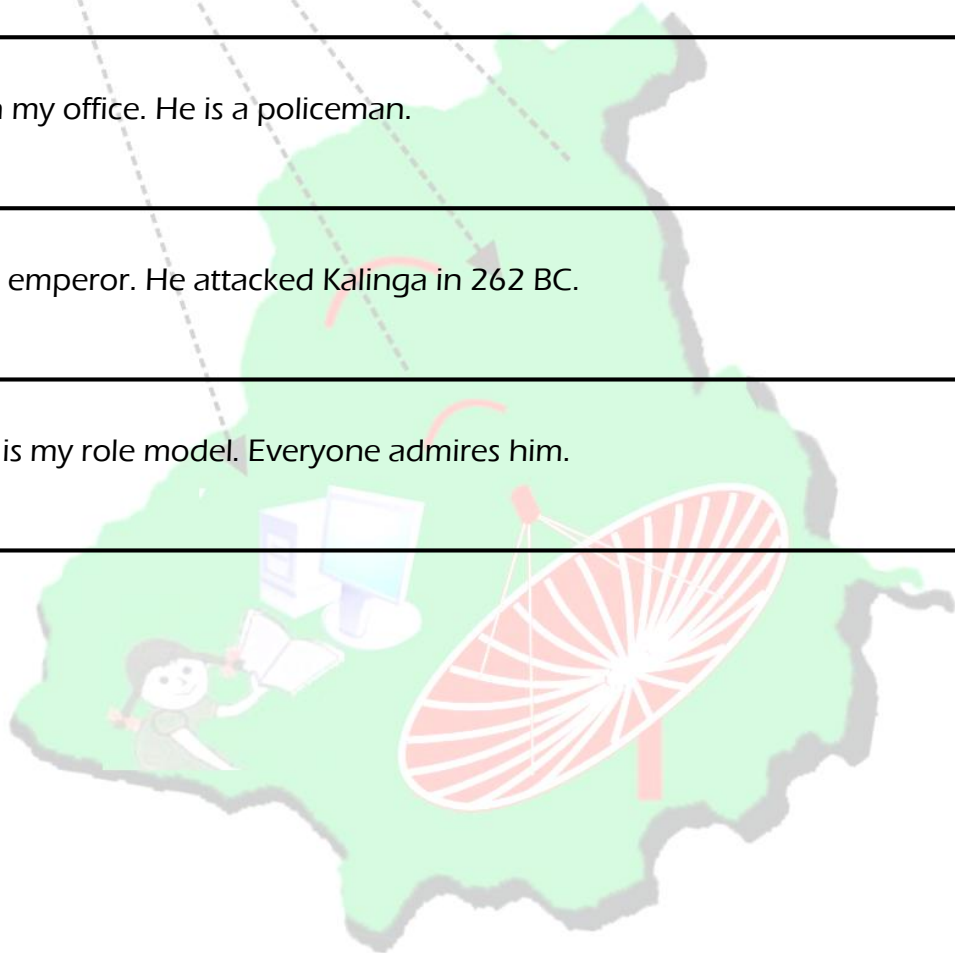 my office. He is a policeman.
emperor. He attacked Kalinga in 262 BC.
is my role model. Everyone admires him.